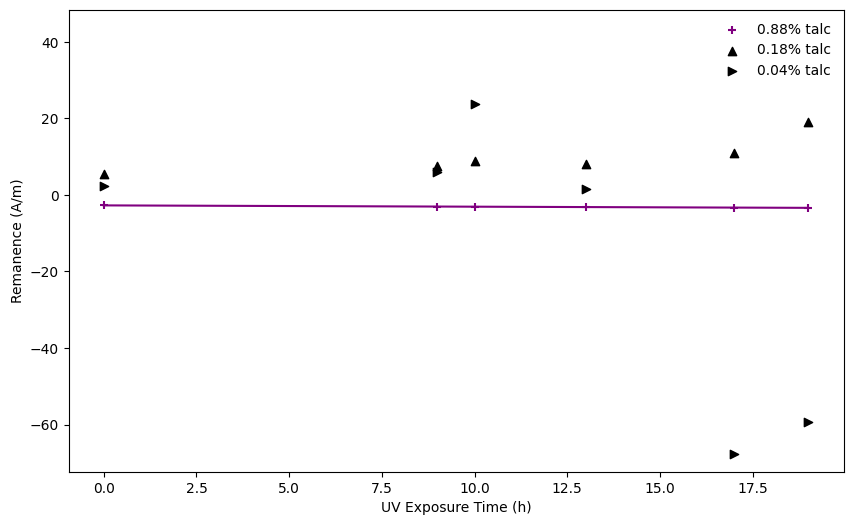 0.88% talc
0.18% talc
0.04% talc
40
20
0
−20
−40
−60
Remanence (A/m)
0.0
2.5
5.0
7.5
10.0
12.5
15.0
17.5
UV Exposure Time (h)